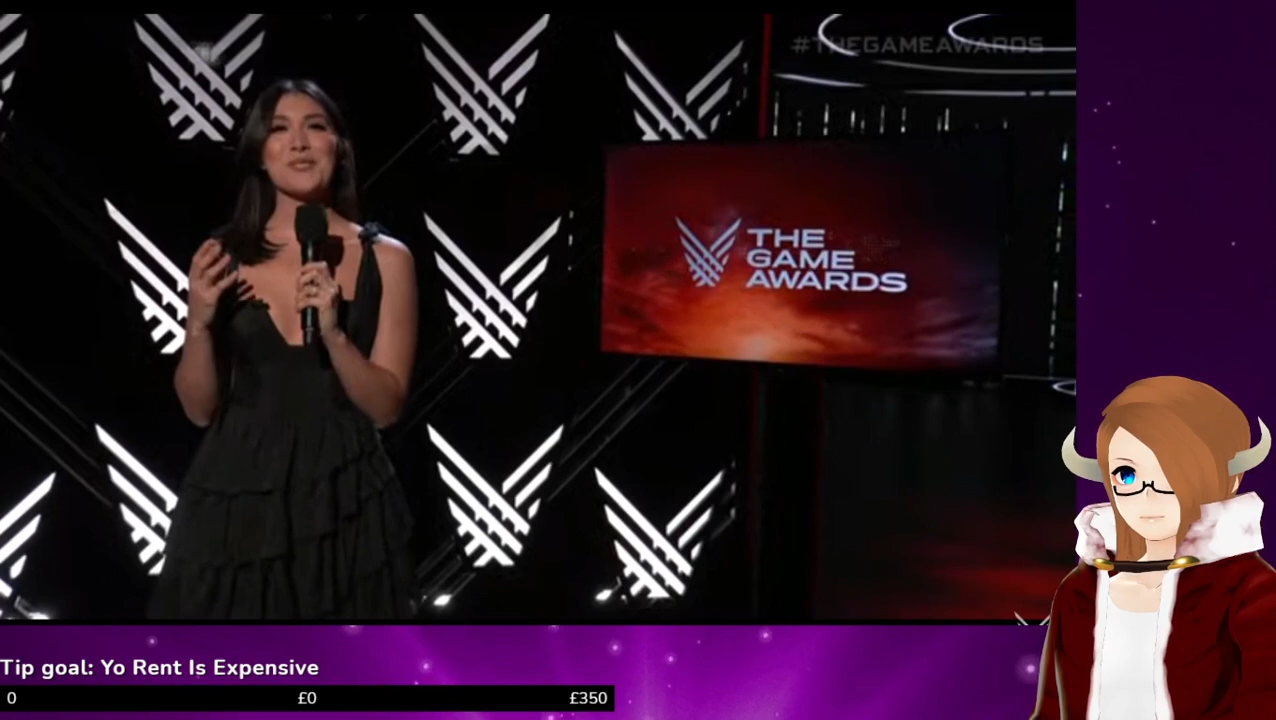 #THEGAMEAWARDS
THE
GAME
AWARDS
Tip goal: Yo Rent Is Expensive
0 £0 £350